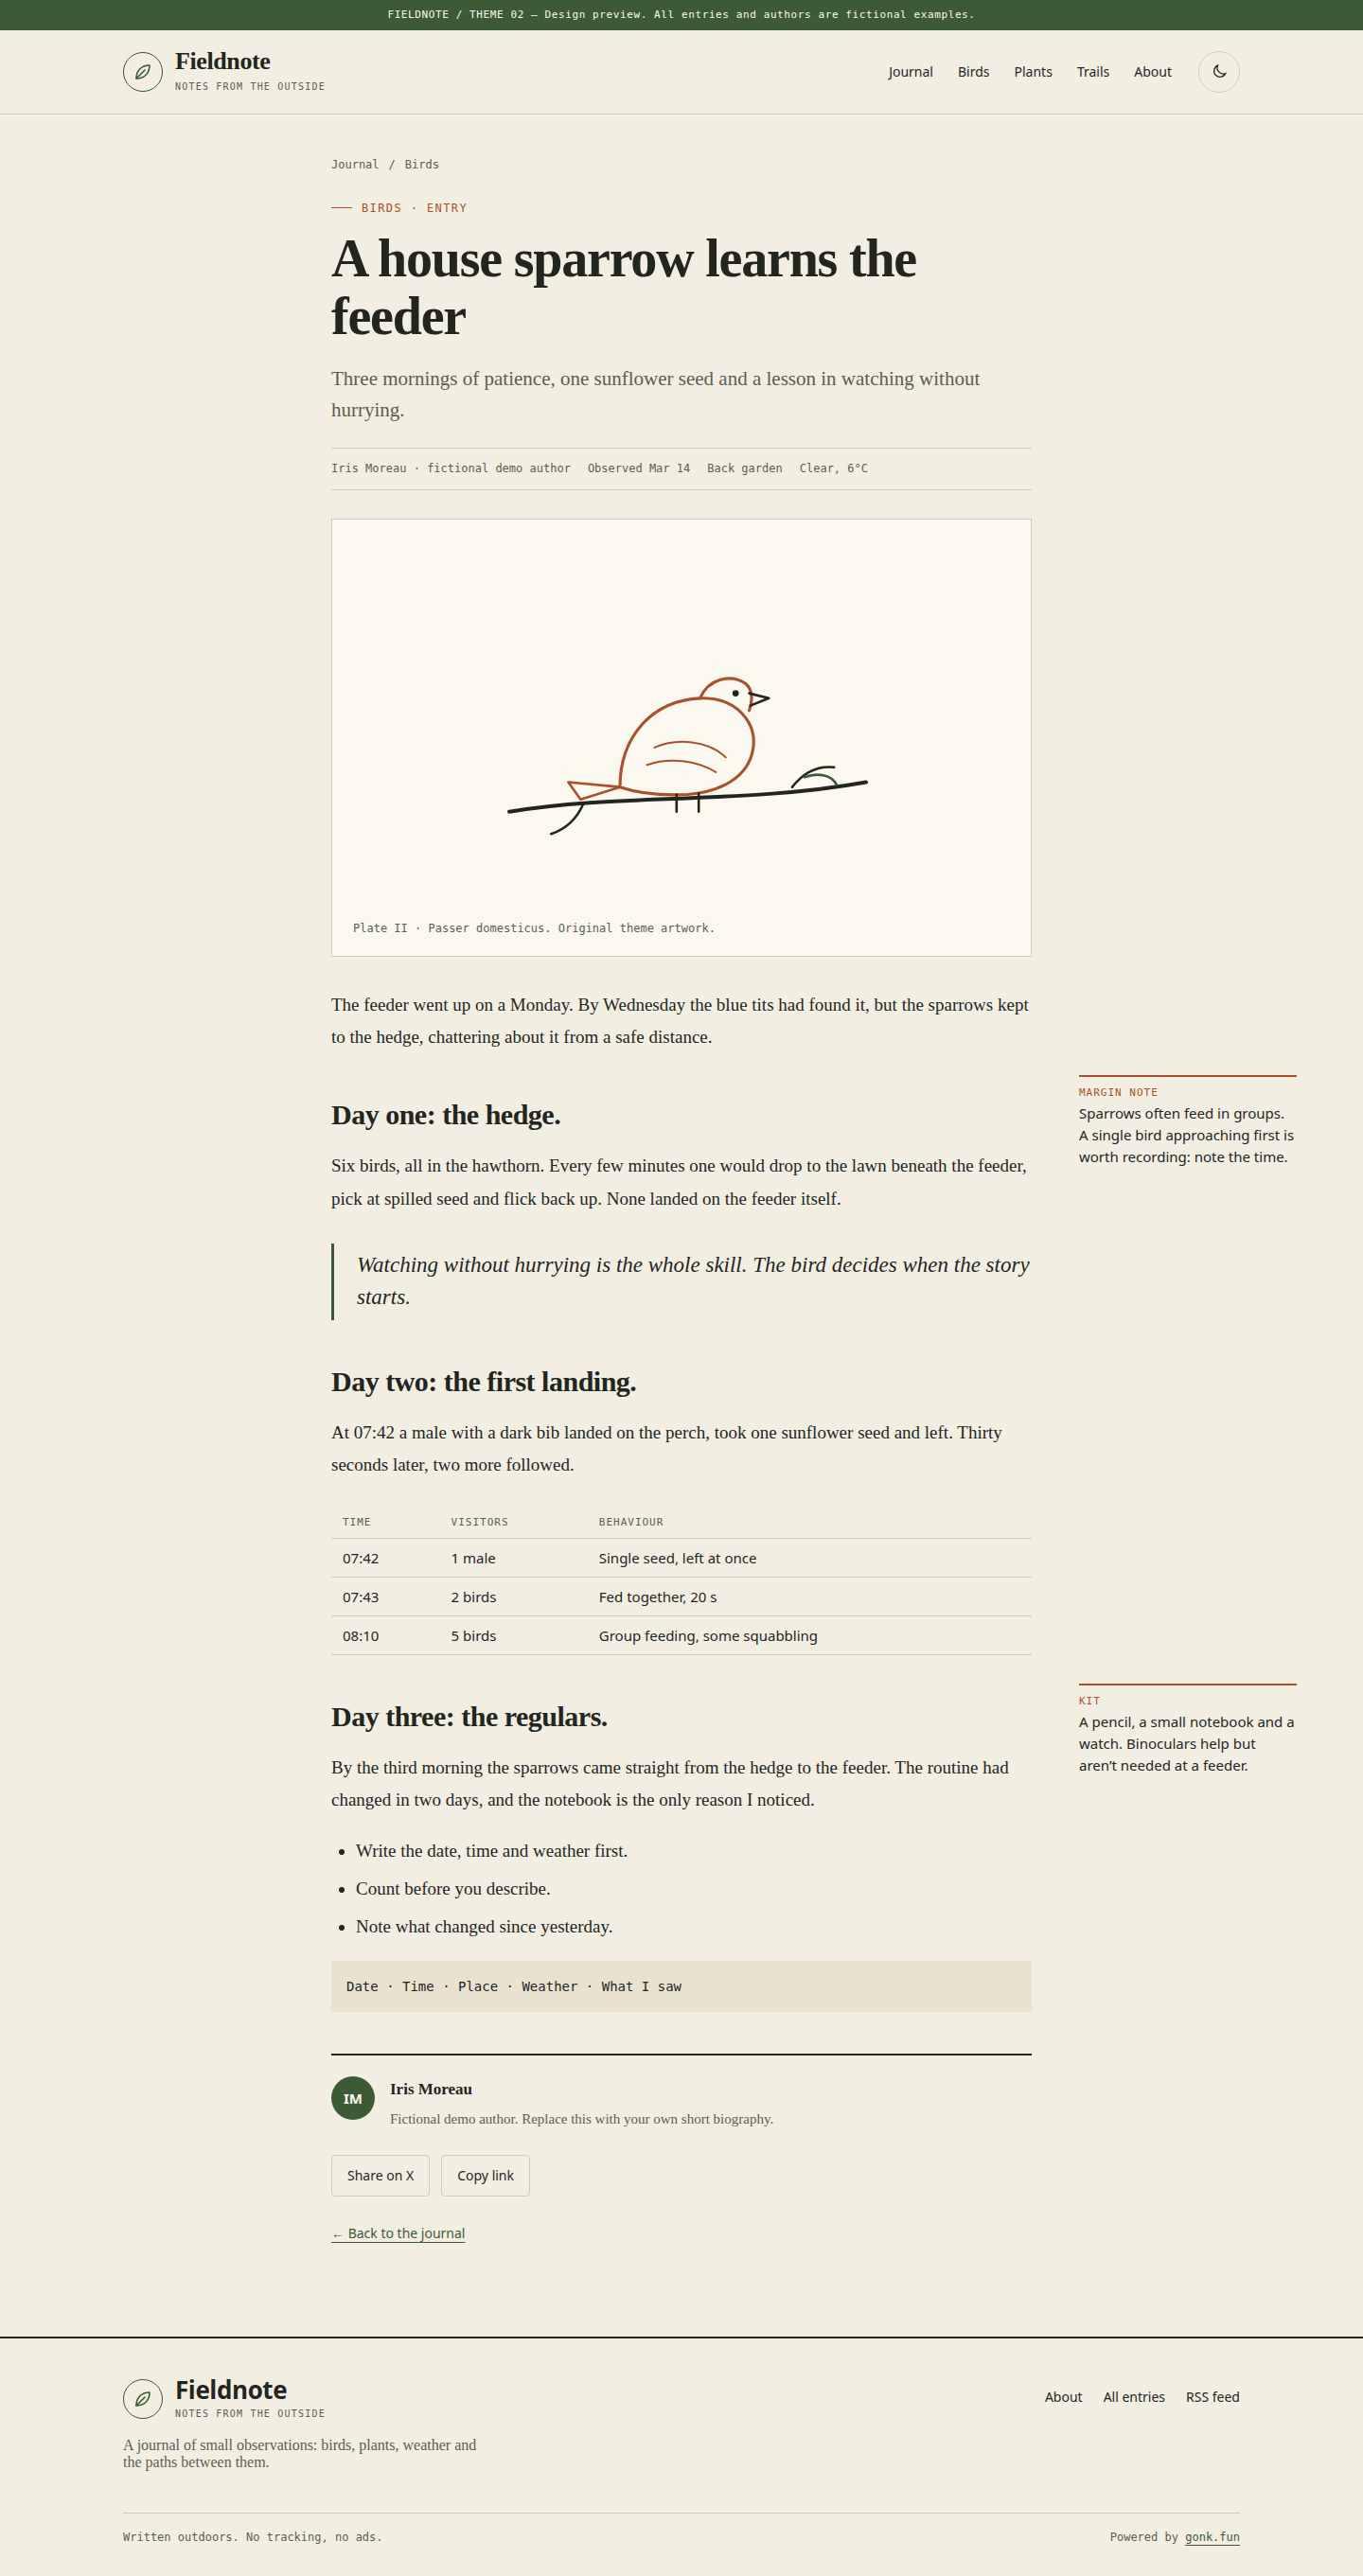 FIELDNOTE / THEME 02 — Design preview. All entries and authors are fictional examples.
Fieldnote
NOTES FROM THE OUTSIDE
Journal Birds Plants Trails About
Journal / Birds
BIRDS · ENTRY
A house sparrow learns the
feeder
Three mornings of patience, one sunflower seed and a lesson in watching without
hurrying.
Iris Moreau · fictional demo author Observed Mar 14 Back garden Clear, 6°C
Plate II · Passer domesticus. Original theme artwork.
The feeder went up on a Monday. By Wednesday the blue tits had found it, but the sparrows kept
to the hedge, chattering about it from a safe distance.
MARGIN NOTE
Sparrows often feed in groups.
A single bird approaching first is
worth recording: note the time.
Day one: the hedge.
Six birds, all in the hawthorn. Every few minutes one would drop to the lawn beneath the feeder,
pick at spilled seed and flick back up. None landed on the feeder itself.
Watching without hurrying is the whole skill. The bird decides when the story
starts.
Day two: the first landing.
At 07:42 a male with a dark bib landed on the perch, took one sunflower seed and left. Thirty
seconds later, two more followed.
TIME VISITORS BEHAVIOUR
07:42 1 male Single seed, left at once
07:43 2 birds Fed together, 20 s
08:10 5 birds Group feeding, some squabbling
KIT
A pencil, a small notebook and a
watch. Binoculars help but
aren’t needed at a feeder.
Day three: the regulars.
By the third morning the sparrows came straight from the hedge to the feeder. The routine had
changed in two days, and the notebook is the only reason I noticed.
• Write the date, time and weather first.
• Count before you describe.
• Note what changed since yesterday.
Date · Time · Place · Weather · What I saw
IM
Iris Moreau
Fictional demo author. Replace this with your own short biography.
Share on X Copy link
← Back to the journal
Fieldnote
NOTES FROM THE OUTSIDE
About All entries RSS feed
A journal of small observations: birds, plants, weather and
the paths between them.
Written outdoors. No tracking, no ads.
Powered by gonk.fun